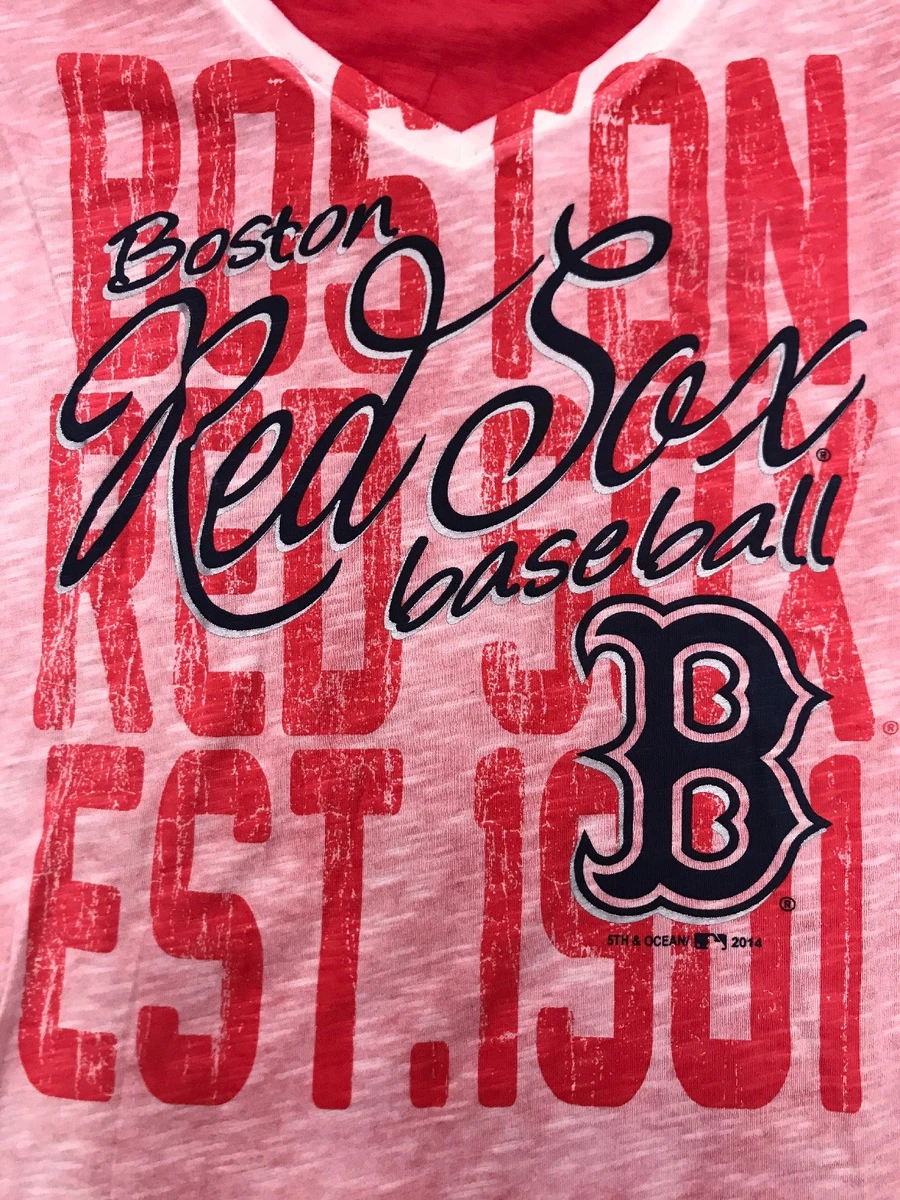 BOSTON
RED SOX ®
EST.1901
Boston
Red Sox ®
baseball
B ®
5TH & OCEAN/ 2014